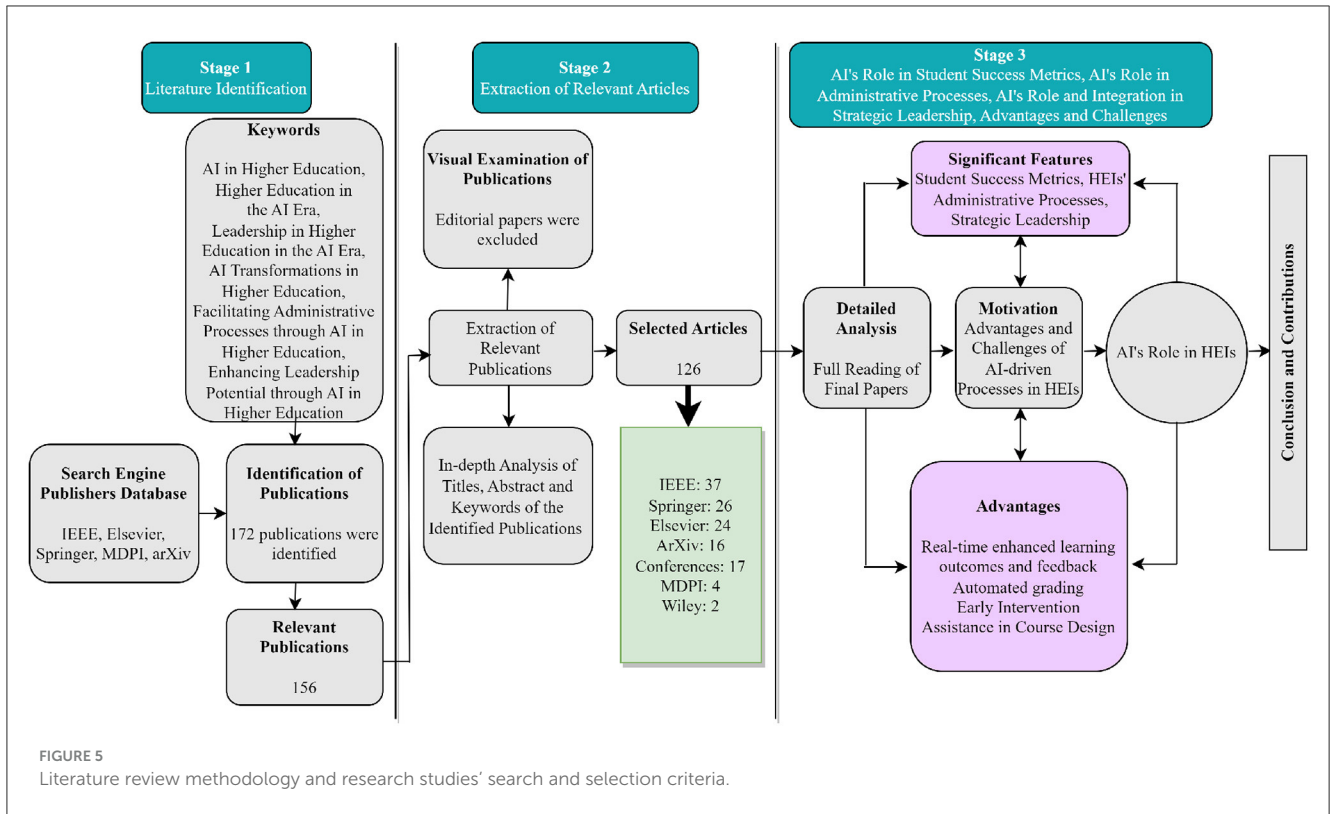 Stage 1
Literature Identification
Keywords
AI in Higher Education,
Higher Education in
the AI Era,
Leadership in Higher
Education in the AI Era,
AI Transformations in
Higher Education,
Facilitating Administrative
Processes through AI in
Higher Education,
Enhancing Leadership
Potential through AI in
Higher Education
Search Engine
Publishers Database
IEEE, Elsevier,
Springer, MDPI, arXiv
Identification of
Publications
172 publications were
identified
Relevant
Publications
156
Stage 2
Extraction of Relevant Articles
Visual Examination of
Publications
Editorial papers were
excluded
Extraction of
Relevant
Publications
In-depth Analysis of
Titles, Abstract and
Keywords of the
Identified Publications
Selected Articles
126
IEEE: 37
Springer: 26
Elsevier: 24
ArXiv: 16
Conferences: 17
MDPI: 4
Wiley: 2
Stage 3
AI's Role in Student Success Metrics, AI's Role in
Administrative Processes, AI's Role and Integration in
Strategic Leadership, Advantages and Challenges
Significant Features
Student Success Metrics, HEIs'
Administrative Processes,
Strategic Leadership
Detailed
Analysis
Full Reading of
Final Papers
Motivation
Advantages and
Challenges of
AI-driven
Processes in HEIs
AI's Role in HEIs
Advantages
Real-time enhanced learning
outcomes and feedback
Automated grading
Early Intervention
Assistance in Course Design
Conclusion and Contributions
FIGURE 5
Literature review methodology and research studies' search and selection criteria.